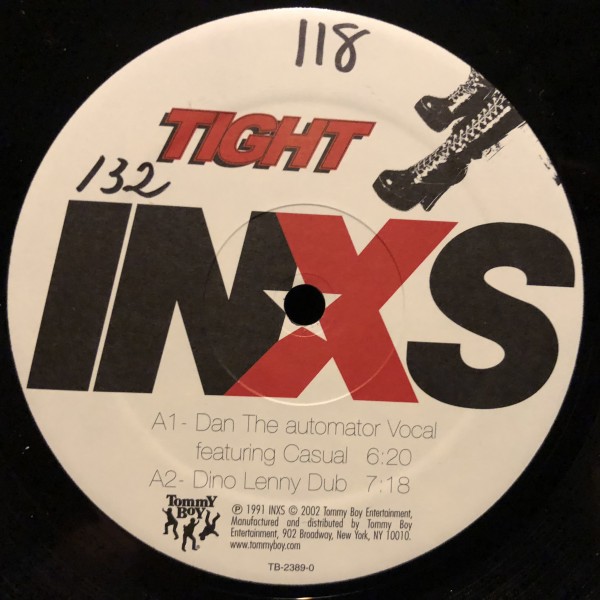 118
TIGHT
132
INXS
A1- Dan The automator Vocal
featuring Casual 6:20
A2- Dino Lenny Dub 7:18
Tommy
Boy
℗ 1991 INXS © 2002 Tommy Boy Entertainment,
Manufactured and distributed by Tommy Boy
Entertainment, 902 Broadway, New York, NY 10010.
www.tommyboy.com
TB-2389-0